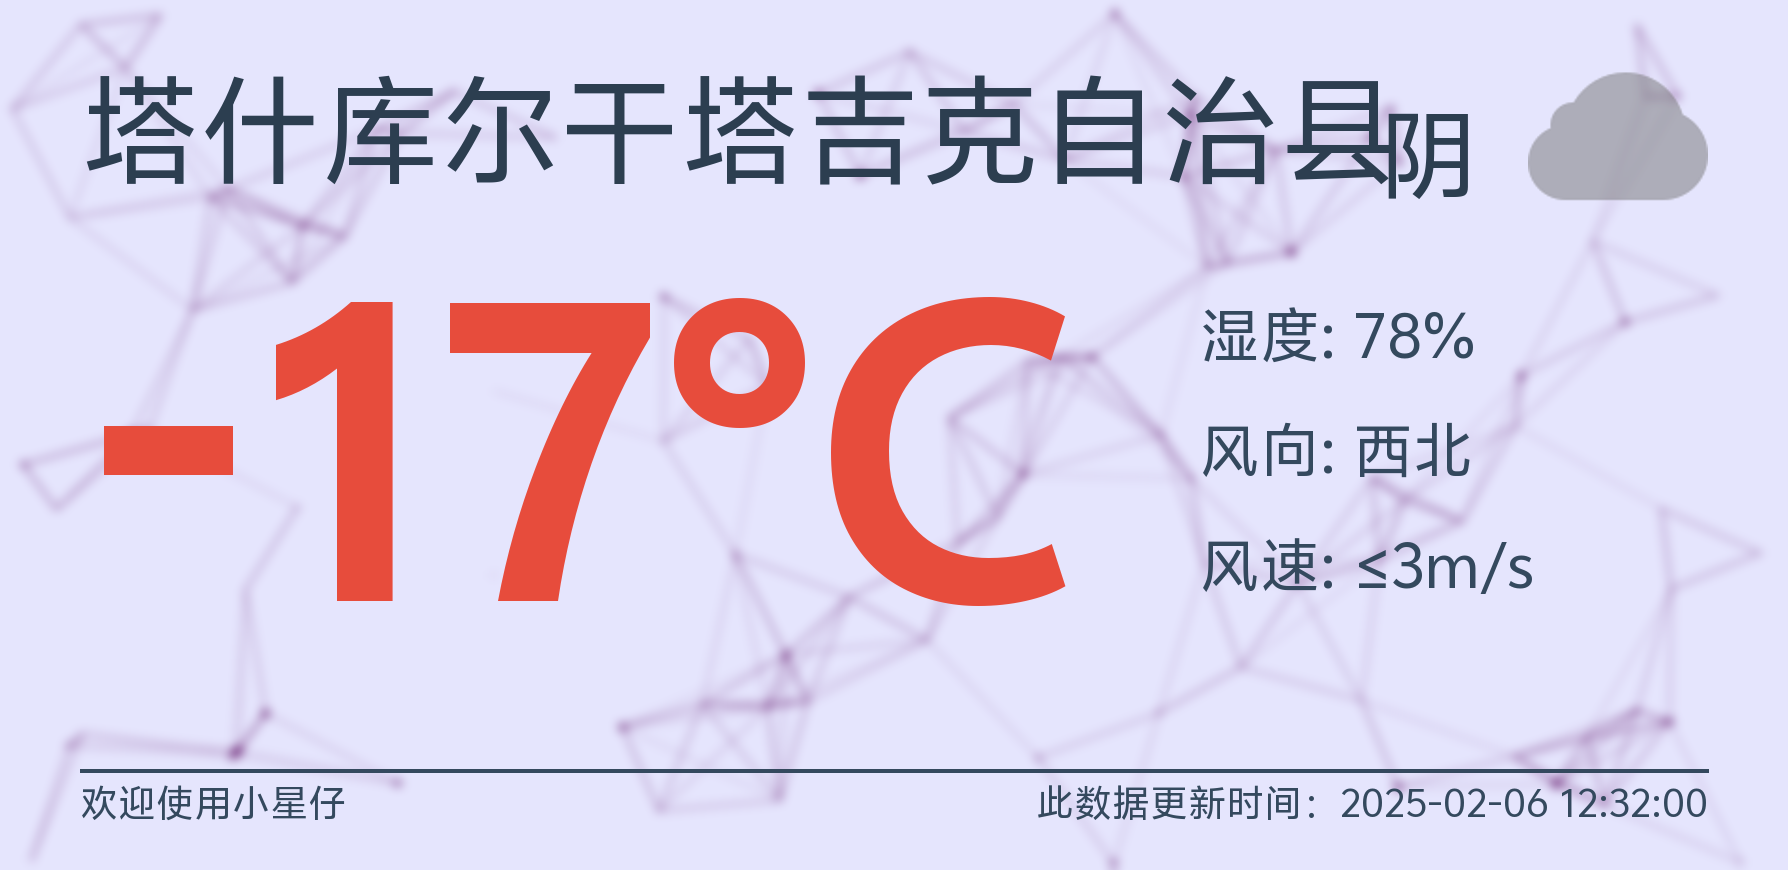 塔什库尔干塔吉克自治县 阴
-17°C
湿度: 78%
风向: 西北
风速: ≤3m/s
欢迎使用小星仔
此数据更新时间：2025-02-06 12:32:00